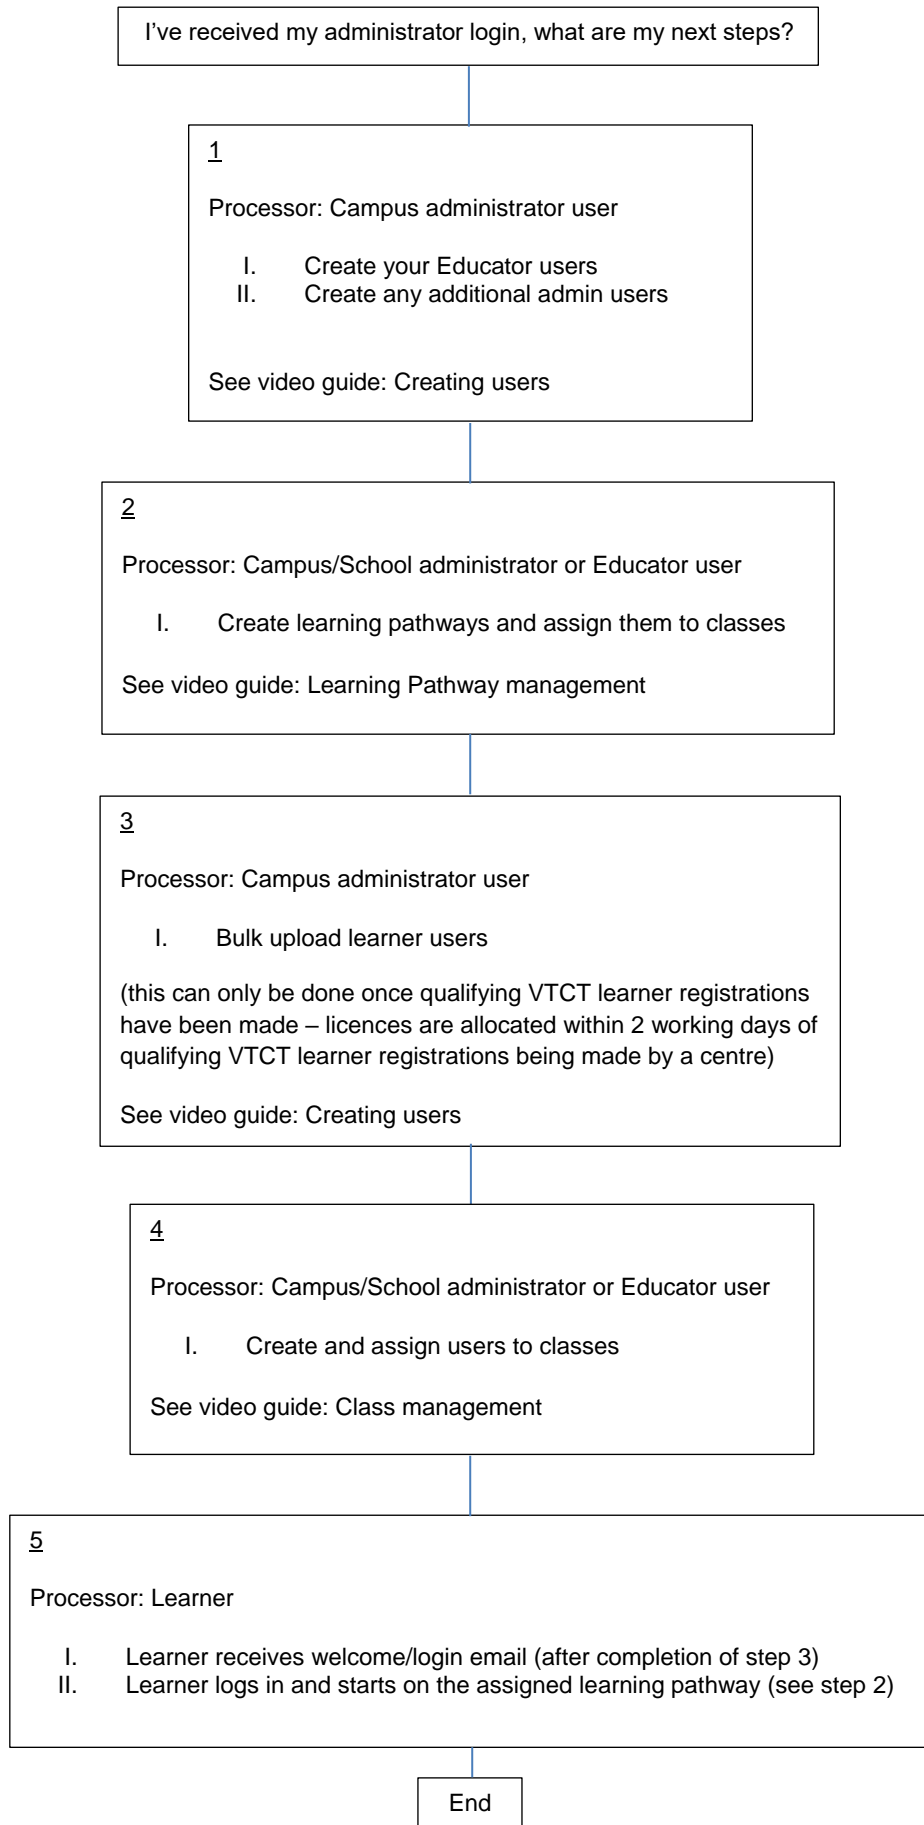 I've received my administrator login, what are my next steps?
1
Processor: Campus administrator user
I. Create your Educator users
II. Create any additional admin users
See video guide: Creating users
2
Processor: Campus/School administrator or Educator user
I. Create learning pathways and assign them to classes
See video guide: Learning Pathway management
3
Processor: Campus administrator user
I. Bulk upload learner users
(this can only be done once qualifying VTCT learner registrations
have been made – licences are allocated within 2 working days of
qualifying VTCT learner registrations being made by a centre)
See video guide: Creating users
4
Processor: Campus/School administrator or Educator user
I. Create and assign users to classes
See video guide: Class management
5
Processor: Learner
I. Learner receives welcome/login email (after completion of step 3)
II. Learner logs in and starts on the assigned learning pathway (see step 2)
End